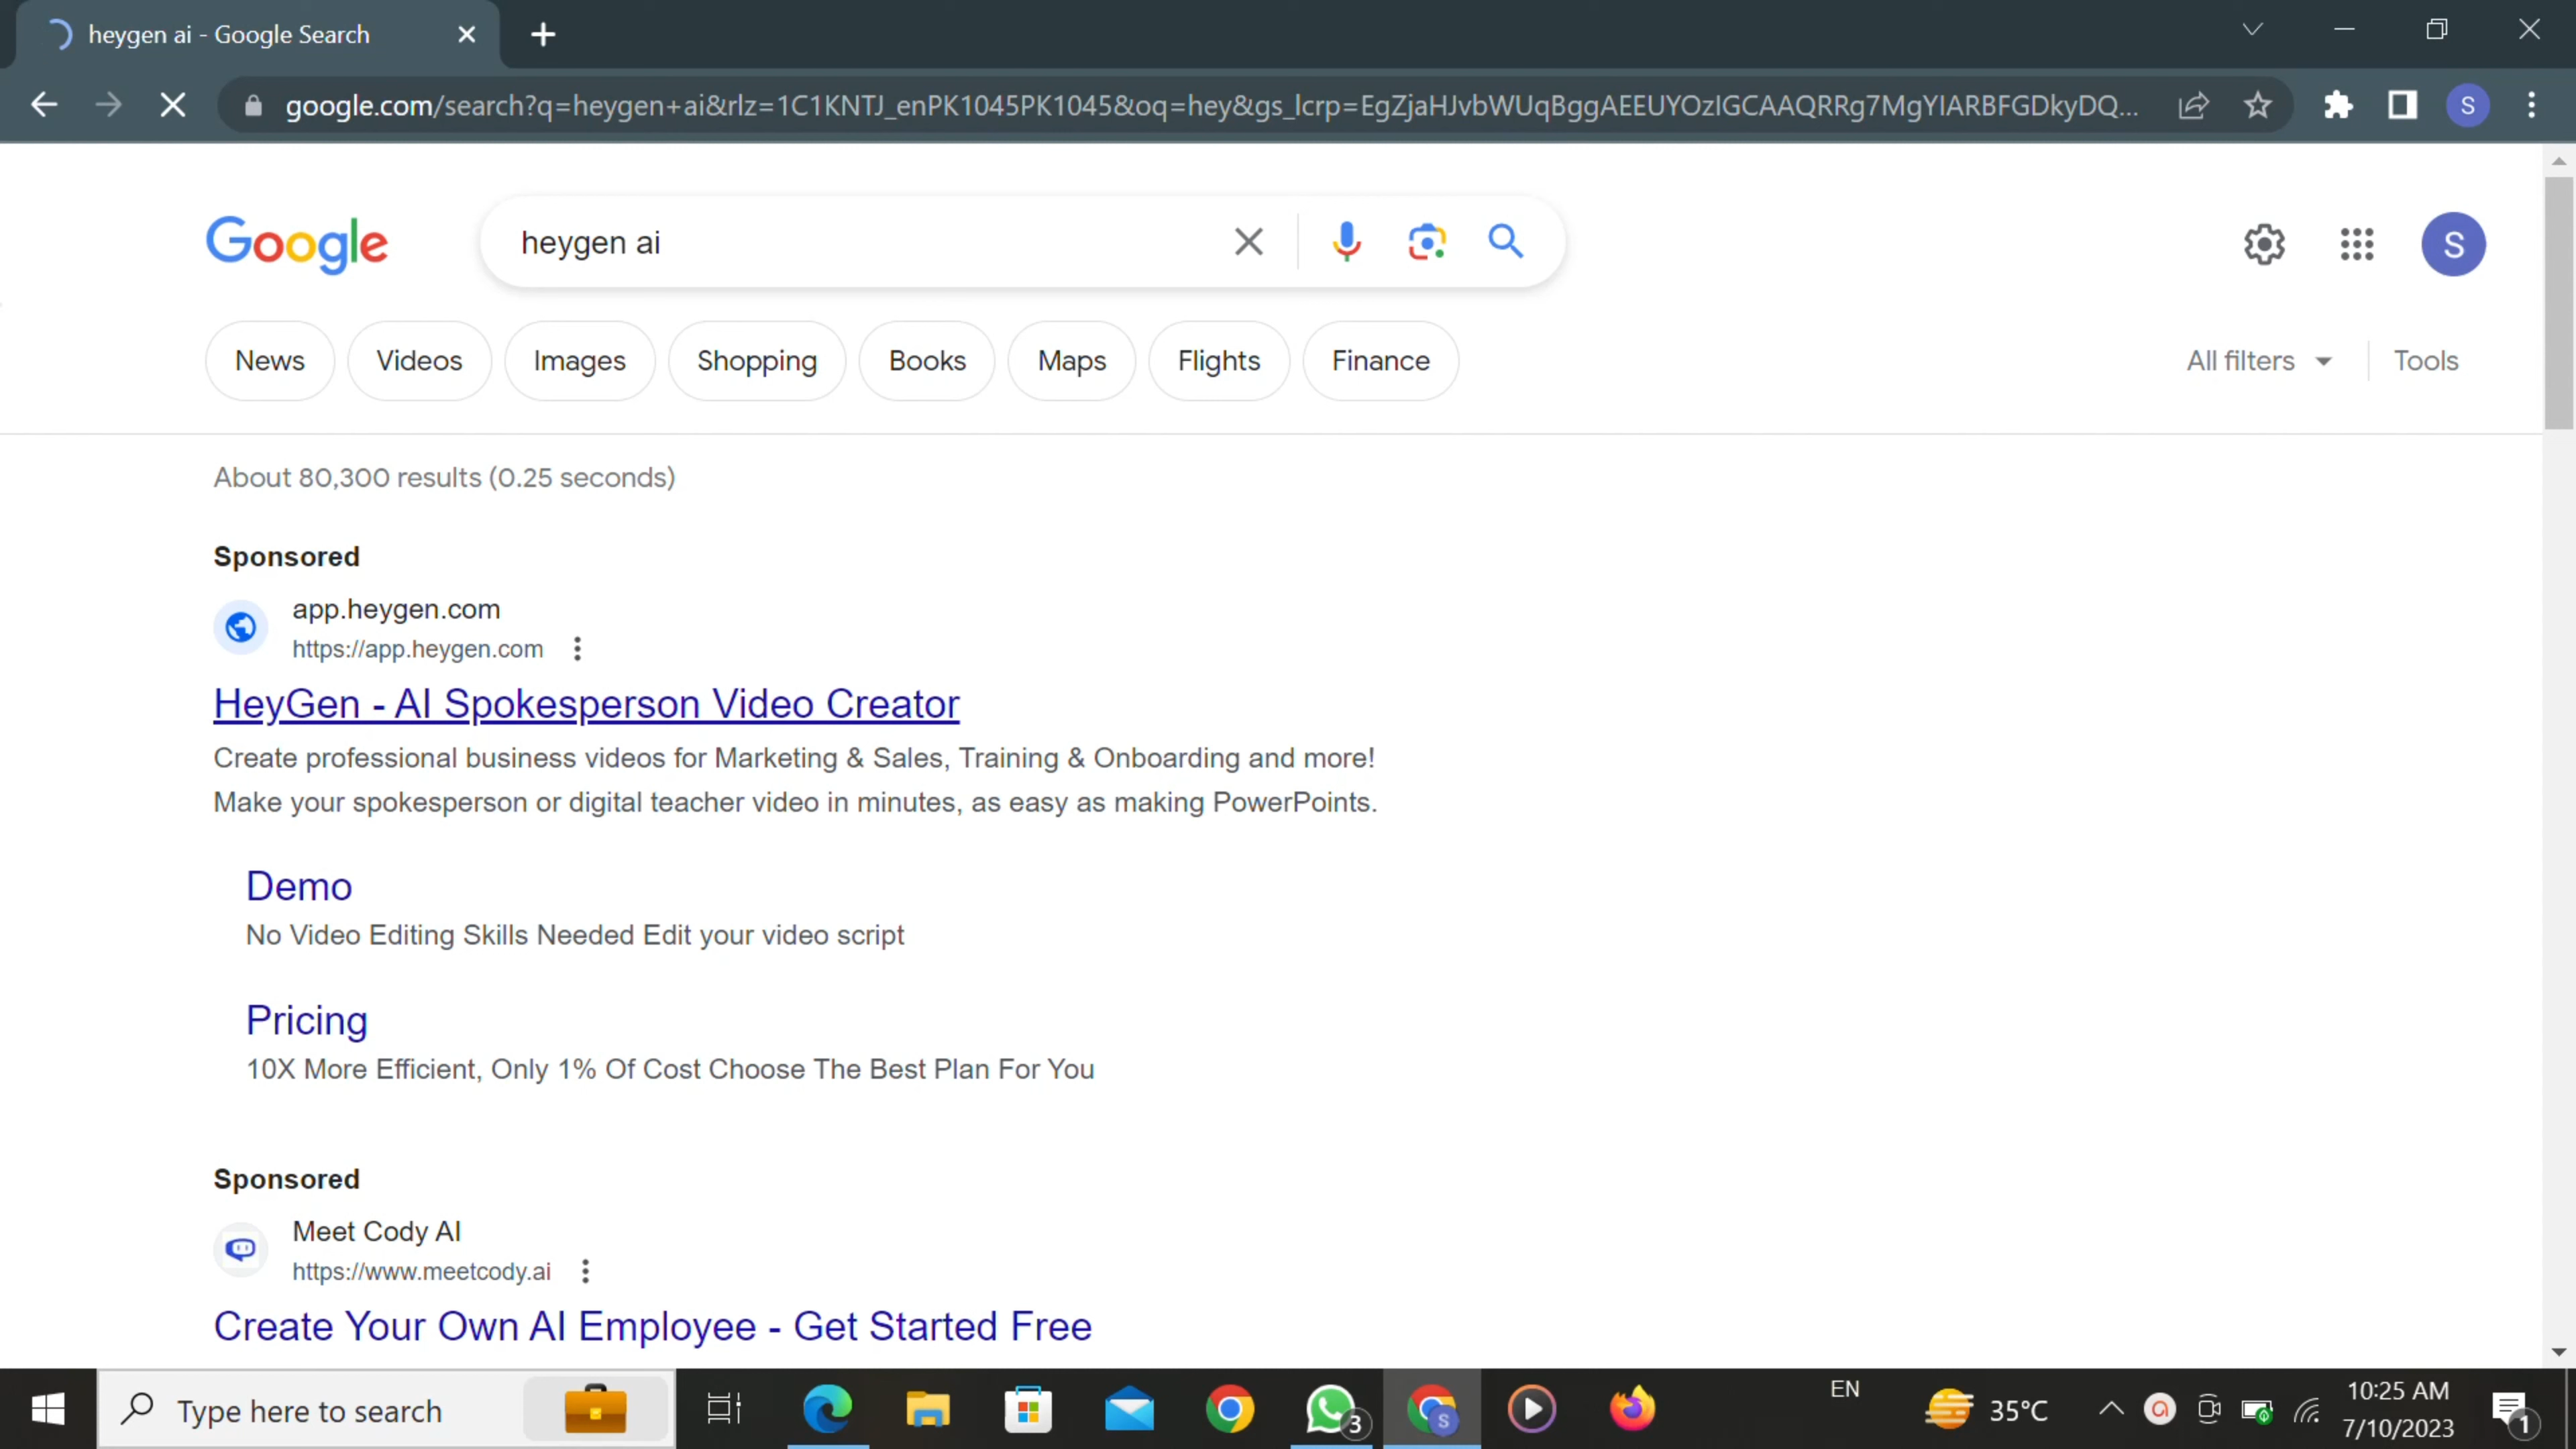 heygen ai - Google Search
google.com/search?q=heygen+ai&rlz=1C1KNTJ_enPK1045PK1045&oq=hey&gs_lcrp=EgZjaHJvbWUqBggAEEUYOzIGCAAQRRg7MgYIARBFGDkyDQ...
S
Google
heygen ai
S
News
Videos
Images
Shopping
Books
Maps
Flights
Finance
All filters
Tools
About 80,300 results (0.25 seconds)
Sponsored
app.heygen.com
https://app.heygen.com
HeyGen - AI Spokesperson Video Creator
Create professional business videos for Marketing & Sales, Training & Onboarding and more!
Make your spokesperson or digital teacher video in minutes, as easy as making PowerPoints.
Demo
No Video Editing Skills Needed Edit your video script
Pricing
10X More Efficient, Only 1% Of Cost Choose The Best Plan For You
Sponsored
Meet Cody AI
https://www.meetcody.ai
Create Your Own AI Employee - Get Started Free
Type here to search
3
S
EN
35°C
10:25 AM
7/10/2023
1